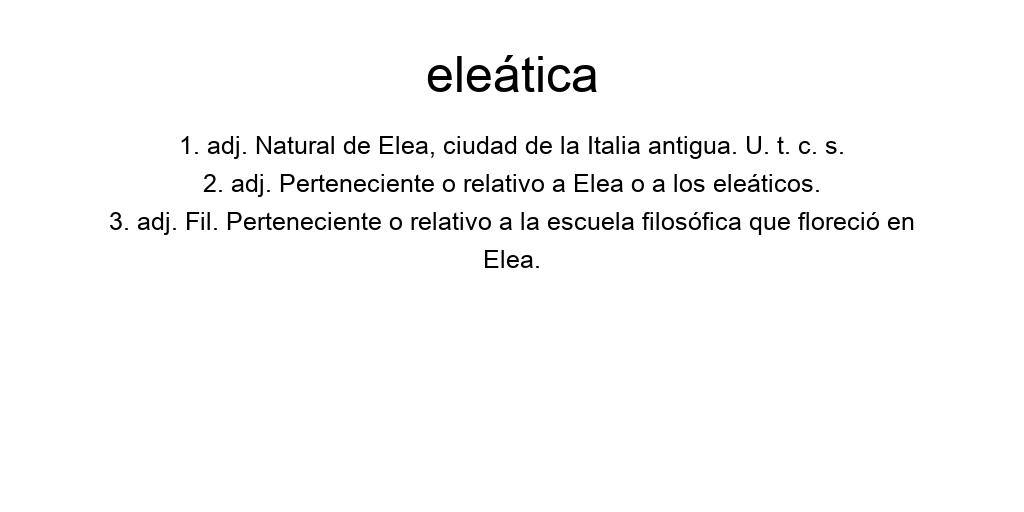 eleática
1. adj. Natural de Elea, ciudad de la Italia antigua. U. t. c. s.
2. adj. Perteneciente o relativo a Elea o a los eleáticos.
3. adj. Fil. Perteneciente o relativo a la escuela filosófica que floreció en
Elea.